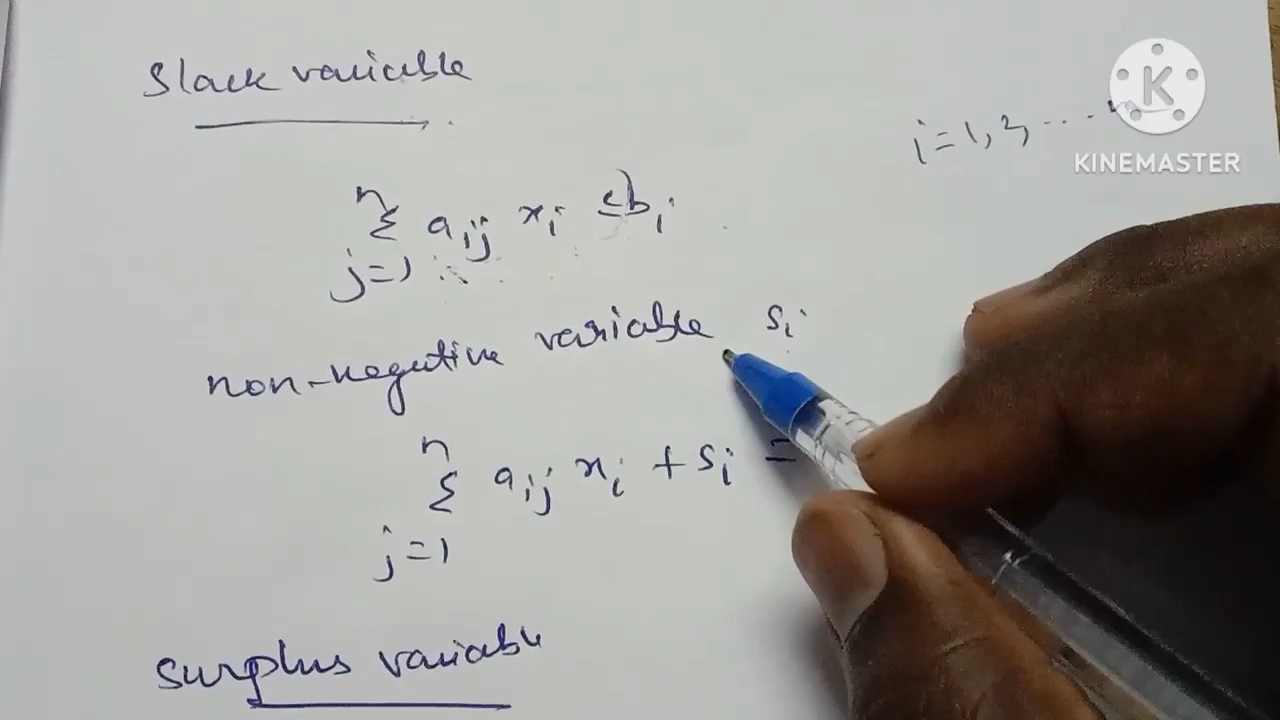 Slack variable
i=1,2,...
KINEMASTER
n
Σ aij xi ≤bi
j=1
non-negative variable si
n
Σ aij xi + si =
j=1
Surplus variable